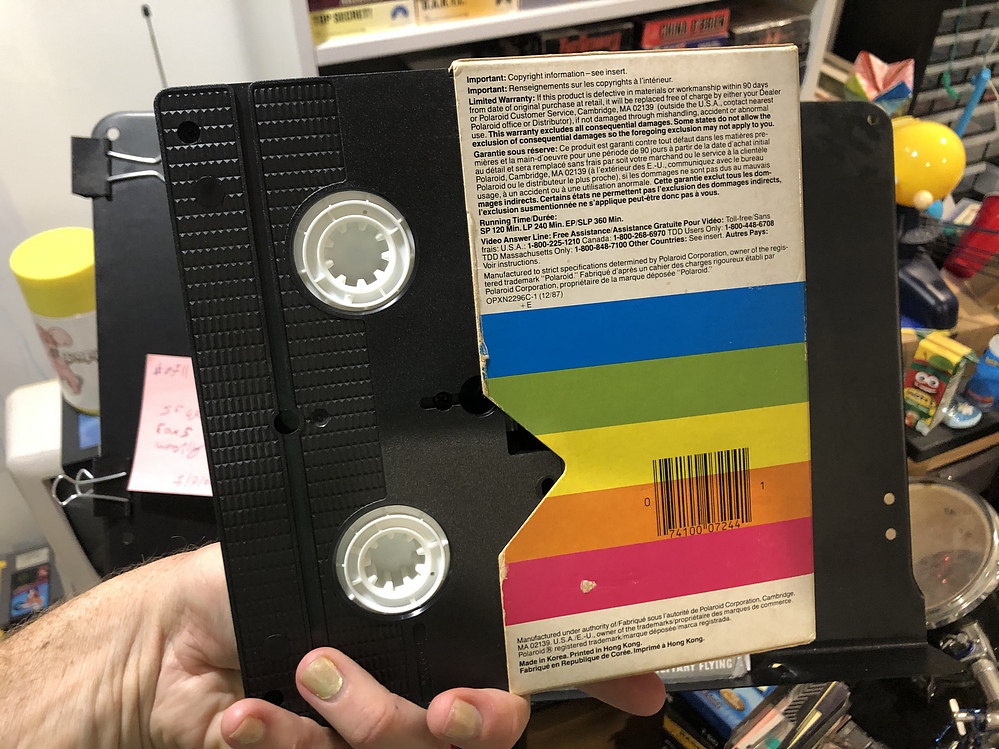 Important: Copyright information – see insert.
Important: Renseignements sur les copyrights à l'intérieur.
Limited Warranty: If this product is defective in materials or workmanship within 90 days
from date of original purchase at retail, it will be replaced free of charge by either your Dealer
or Polaroid Customer Service, Cambridge, MA 02139 (outside the U.S.A., contact nearest
Polaroid office or Distributor), if not damaged through mishandling, accident or abnormal
use. This warranty excludes all consequential damages. Some states do not allow the
exclusion of consequential damages so the foregoing exclusion may not apply to you.
Garantie sous réserve: Ce produit est garanti contre tout défaut dans les matières pre-
mières et la main-d'oeuvre pour une période de 90 jours à partir de la date d'achat initial
au détail et sera remplacé sans frais par soit votre marchand ou le service à la clientèle
Polaroid, Cambridge, MA 02139 (à l'extérieur des E.-U., communiquez avec le bureau
Polaroid ou le distributeur le plus proche), si les dommages ne sont pas dus au mauvais
usage, à un accident ou à une utilisation anormale. Cette garantie exclut tous les dom-
mages indirects. Certains états ne permettent pas l'exclusion des dommages indirects,
l'exclusion susmentionnée ne s'applique peut-être donc pas à vous.
Running Time/Durée:
SP 120 Min. LP 240 Min. EP/SLP 360 Min.
Video Answer Line: Free Assistance/Assistance Gratuite Pour Vidéo: Toll-free/Sans
frais: U.S.A.: 1-800-225-1210 Canada: 1-800-268-6970 TDD Users Only: 1-800-446-6708
TDD Massachusetts Only: 1-800-848-7100 Other Countries: See insert. Autres Pays:
Voir instructions.
Manufactured to strict specifications determined by Polaroid Corporation, owner of the regis-
tered trademark "Polaroid." Fabriqué d'après un cahier des charges rigoureux établi par
Polaroid Corporation, propriétaire de la marque déposée "Polaroid."
OPXN2296C-1 (12/87)
+ E
0 74100 07244 1
Manufactured under authority of/Fabriqué sous l'autorité de Polaroid Corporation, Cambridge,
MA 02139. U.S.A./E.-U., owner of the trademarks/propriétaire des marques de commerce.
Polaroid® registered trademark/marque déposée/marca registrada.
Made in Korea. Printed in Hong Kong.
Fabriqué en Republique de Corée. Imprimé à Hong Kong.
TOP SECRET!
CHINA O'BRIEN
FLYING